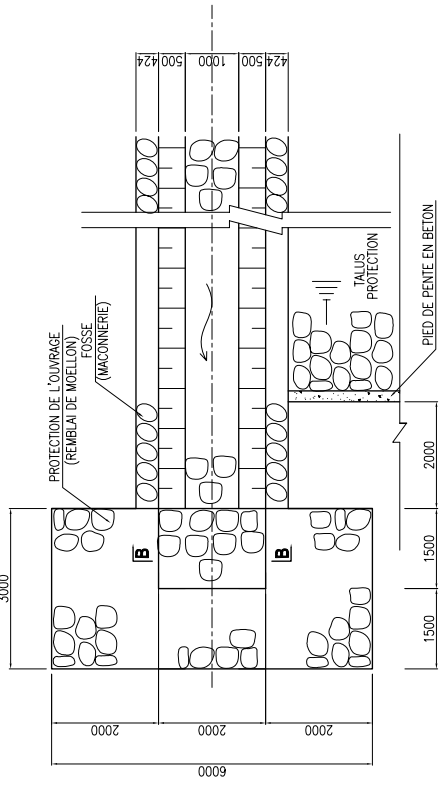 424
500
1000
500
424
PROTECTION DE L'OUVRAGE
(REMBLAI DE MOELLON)
FOSSE
(MACONNERIE)
TALUS
PROTECTION
PIED DE PENTE EN BETON
3000
B
B
2000
1500
1500
2000
2000
2000
6000